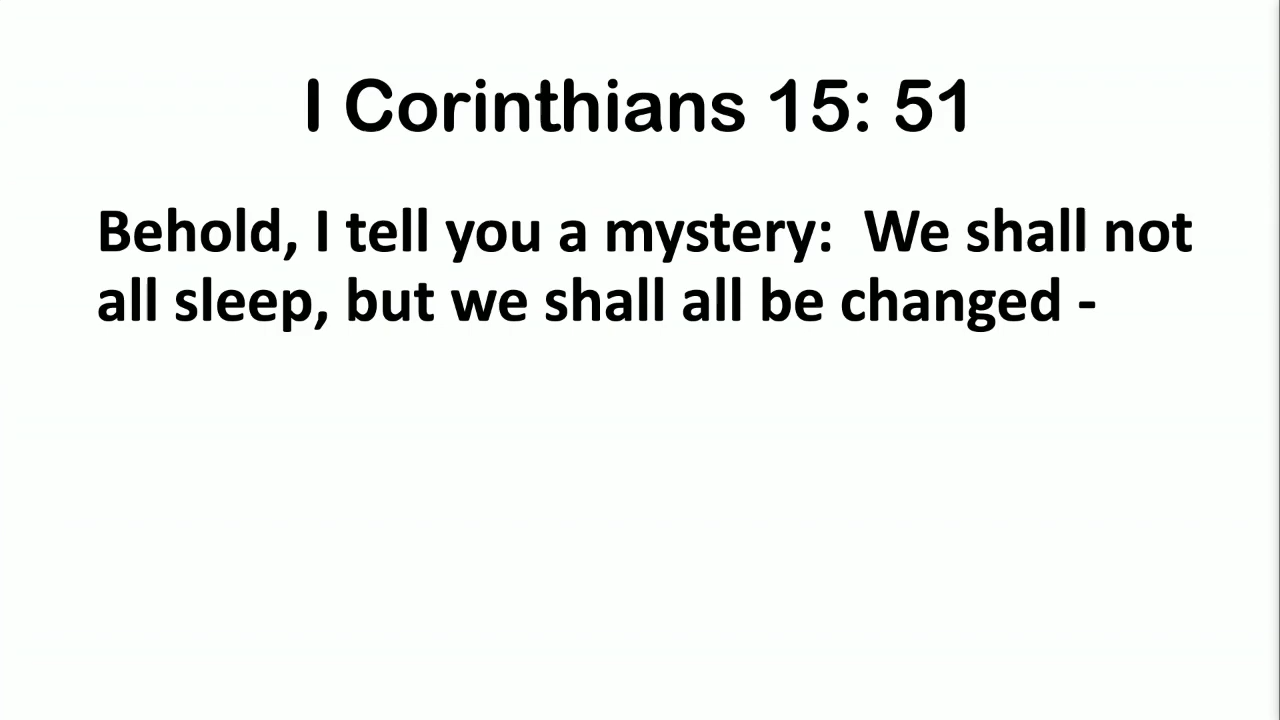 I Corinthians 15: 51
Behold, I tell you a mystery:  We shall not
all sleep, but we shall all be changed -